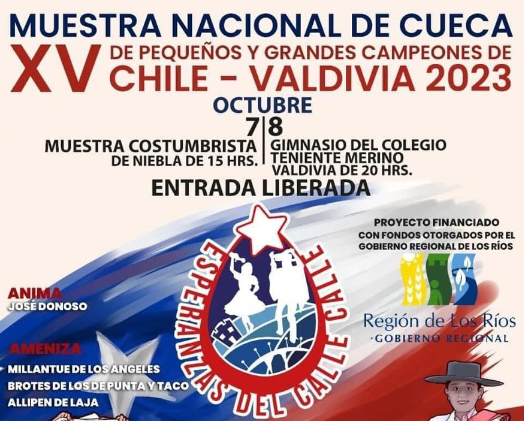 MUESTRA NACIONAL DE CUECA
XV DE PEQUEÑOS Y GRANDES CAMPEONES DE
CHILE - VALDIVIA 2023
OCTUBRE
7|8
MUESTRA COSTUMBRISTA
DE NIEBLA DE 15 HRS.
GIMNASIO DEL COLEGIO
TENIENTE MERINO
VALDIVIA DE 20 HRS.
ENTRADA LIBERADA
ESPERANZAS DEL CALLE CALLE
PROYECTO FINANCIADO
CON FONDOS OTORGADOS POR EL
GOBIERNO REGIONAL DE LOS RÍOS
Región de Los Ríos
·GOBIERNO REGIONAL
ANIMA
JOSÉ DONOSO
AMENIZA
MILLANTUE DE LOS ANGELES
BROTES DE LOS DE PUNTA Y TACO
ALLIPEN DE LAJA